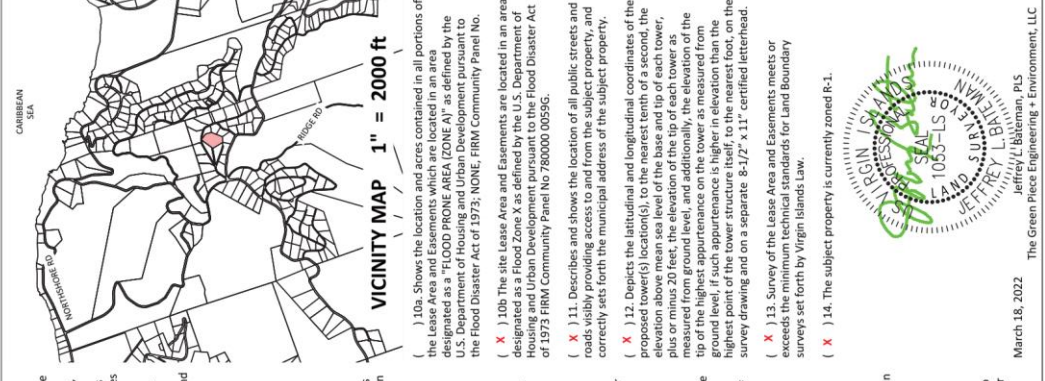 CARIBBEAN
SEA
NORTHSHORE RD
RIDGE RD
VICINITY MAP 1" = 2000 ft
( ) 10a. Shows the location and acres contained in all portions of
the Lease Area and Easements which are located in an area
designated as a "FLOOD PRONE AREA (ZONE A)" as defined by the
U.S. Department of Housing and Urban Development pursuant to
the Flood Disaster Act of 1973; NONE, FIRM Community Panel No.
( X ) 10b The site Lease Area and Easements are located in an area
designated as a Flood Zone X as defined by the U.S. Department of
Housing and Urban Development pursuant to the Flood Disaster Act
of 1973 FIRM Community Panel No 780000 0059G.
( X ) 11. Describes and shows the location of all public streets and
roads visibly providing access to and from the subject property, and
correctly sets forth the municipal address of the subject property.
( X ) 12. Depicts the latitudinal and longitudinal coordinates of the
proposed tower(s) location(s), to the nearest tenth of a second, the
elevation above mean sea level of the base and tip of each tower,
plus or minus 20 feet, the elevation of the tip of each tower as
measured from ground level, and additionally, the elevation of the
tip of the highest appurtenance on the tower as measured from
ground level, if such appurtenance is higher in elevation than the
highest point of the tower structure itself, to the nearest foot, on the
survey drawing and on a separate 8-1/2" x 11" certified letterhead.
( X ) 13. Survey of the Lease Area and Easements meets or
exceeds the minimum technical standards for Land Boundary
surveys set forth by Virgin Islands Law.
( X ) 14. The subject property is currently zoned R-1.
VIRGIN ISLANDS
PROFESSIONAL
SEAL
1053-LS
LAND SURVEYOR
JEFFREY L. BATEMAN
March 18, 2022 Jeffrey L. Bateman, PLS
The Green Piece Engineering + Environment, LLC